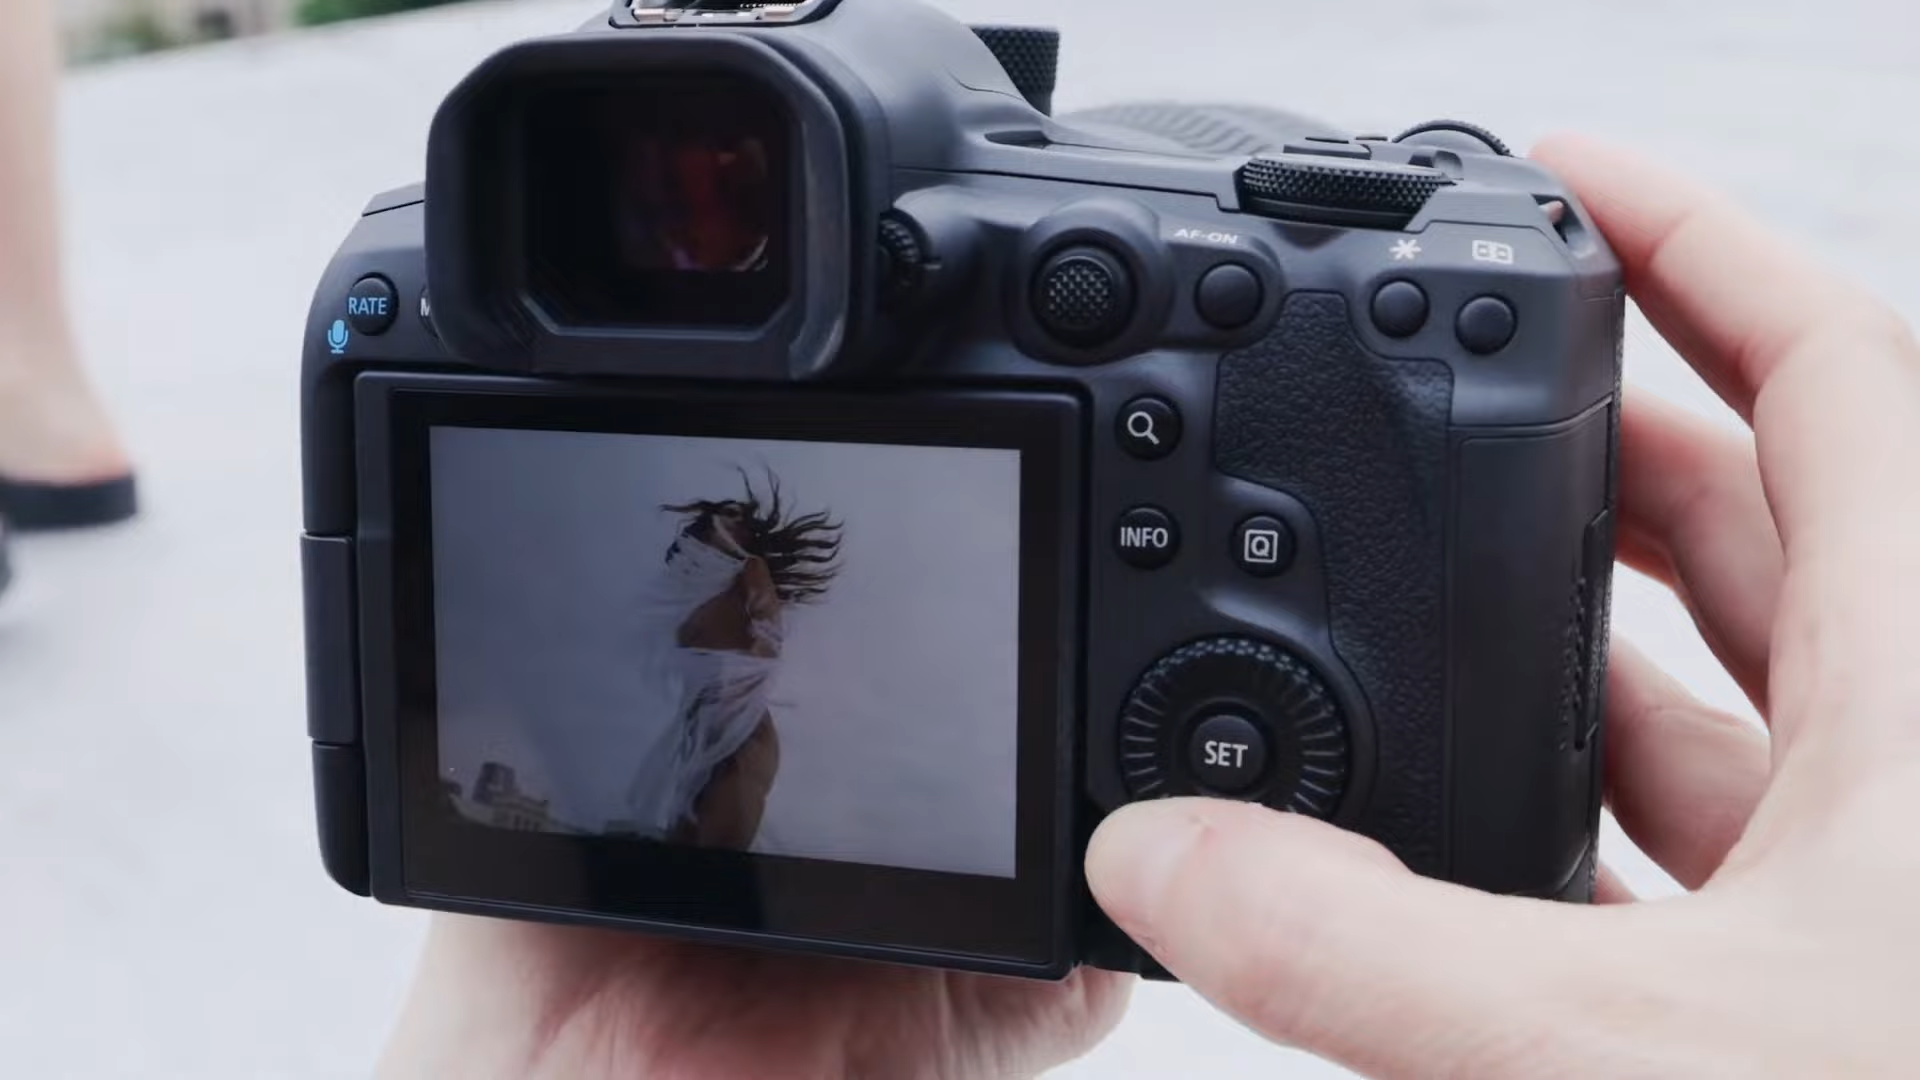 AF-ON
RATE
M
INFO
Q
SET